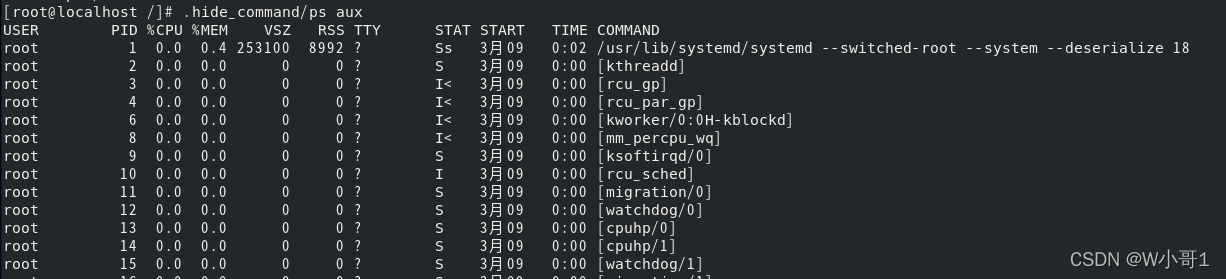 [root@localhost /]# .hide_command/ps aux
USER PID %CPU %MEM VSZ RSS TTY STAT START TIME COMMAND
root 1 0.0 0.4 253100 8992 ? Ss 3月09 0:02 /usr/lib/systemd/systemd --switched-root --system --deserialize 18
root 2 0.0 0.0 0 0 ? S 3月09 0:00 [kthreadd]
root 3 0.0 0.0 0 0 ? I< 3月09 0:00 [rcu_gp]
root 4 0.0 0.0 0 0 ? I< 3月09 0:00 [rcu_par_gp]
root 6 0.0 0.0 0 0 ? I< 3月09 0:00 [kworker/0:0H-kblockd]
root 8 0.0 0.0 0 0 ? I< 3月09 0:00 [mm_percpu_wq]
root 9 0.0 0.0 0 0 ? S 3月09 0:00 [ksoftirqd/0]
root 10 0.0 0.0 0 0 ? I 3月09 0:00 [rcu_sched]
root 11 0.0 0.0 0 0 ? S 3月09 0:00 [migration/0]
root 12 0.0 0.0 0 0 ? S 3月09 0:00 [watchdog/0]
root 13 0.0 0.0 0 0 ? S 3月09 0:00 [cpuhp/0]
root 14 0.0 0.0 0 0 ? S 3月09 0:00 [cpuhp/1]
root 15 0.0 0.0 0 0 ? S 3月09 0:00 [watchdog/1]
CSDN @W小哥1